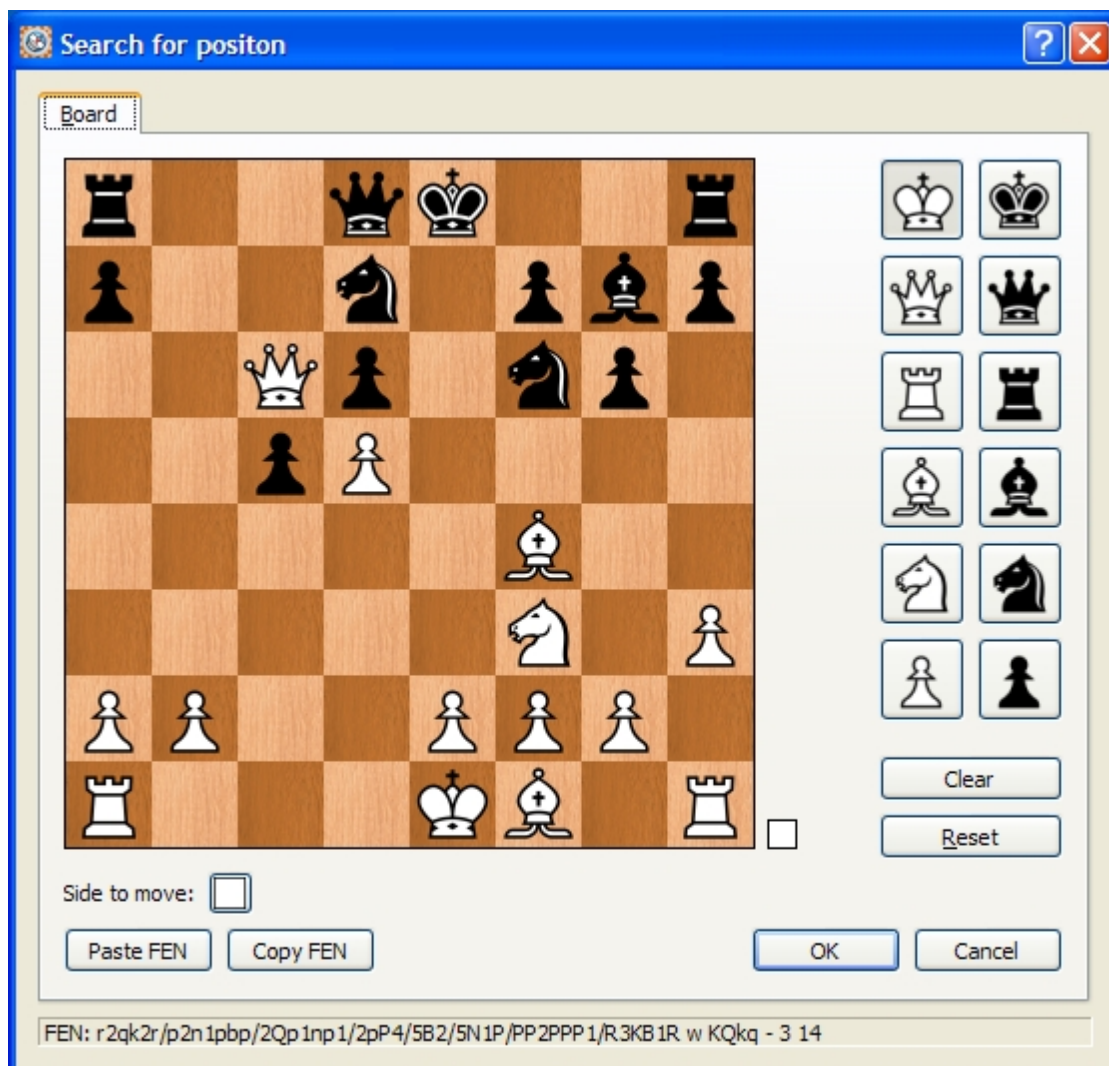 Search for positon
Board
Clear
Reset
Side to move:
Paste FEN
Copy FEN
OK
Cancel
FEN: r2qk2r/p2n1pbp/2Qp1np1/2pP4/5B2/5N1P/PP2PPP1/R3KB1R w KQkq - 3 14